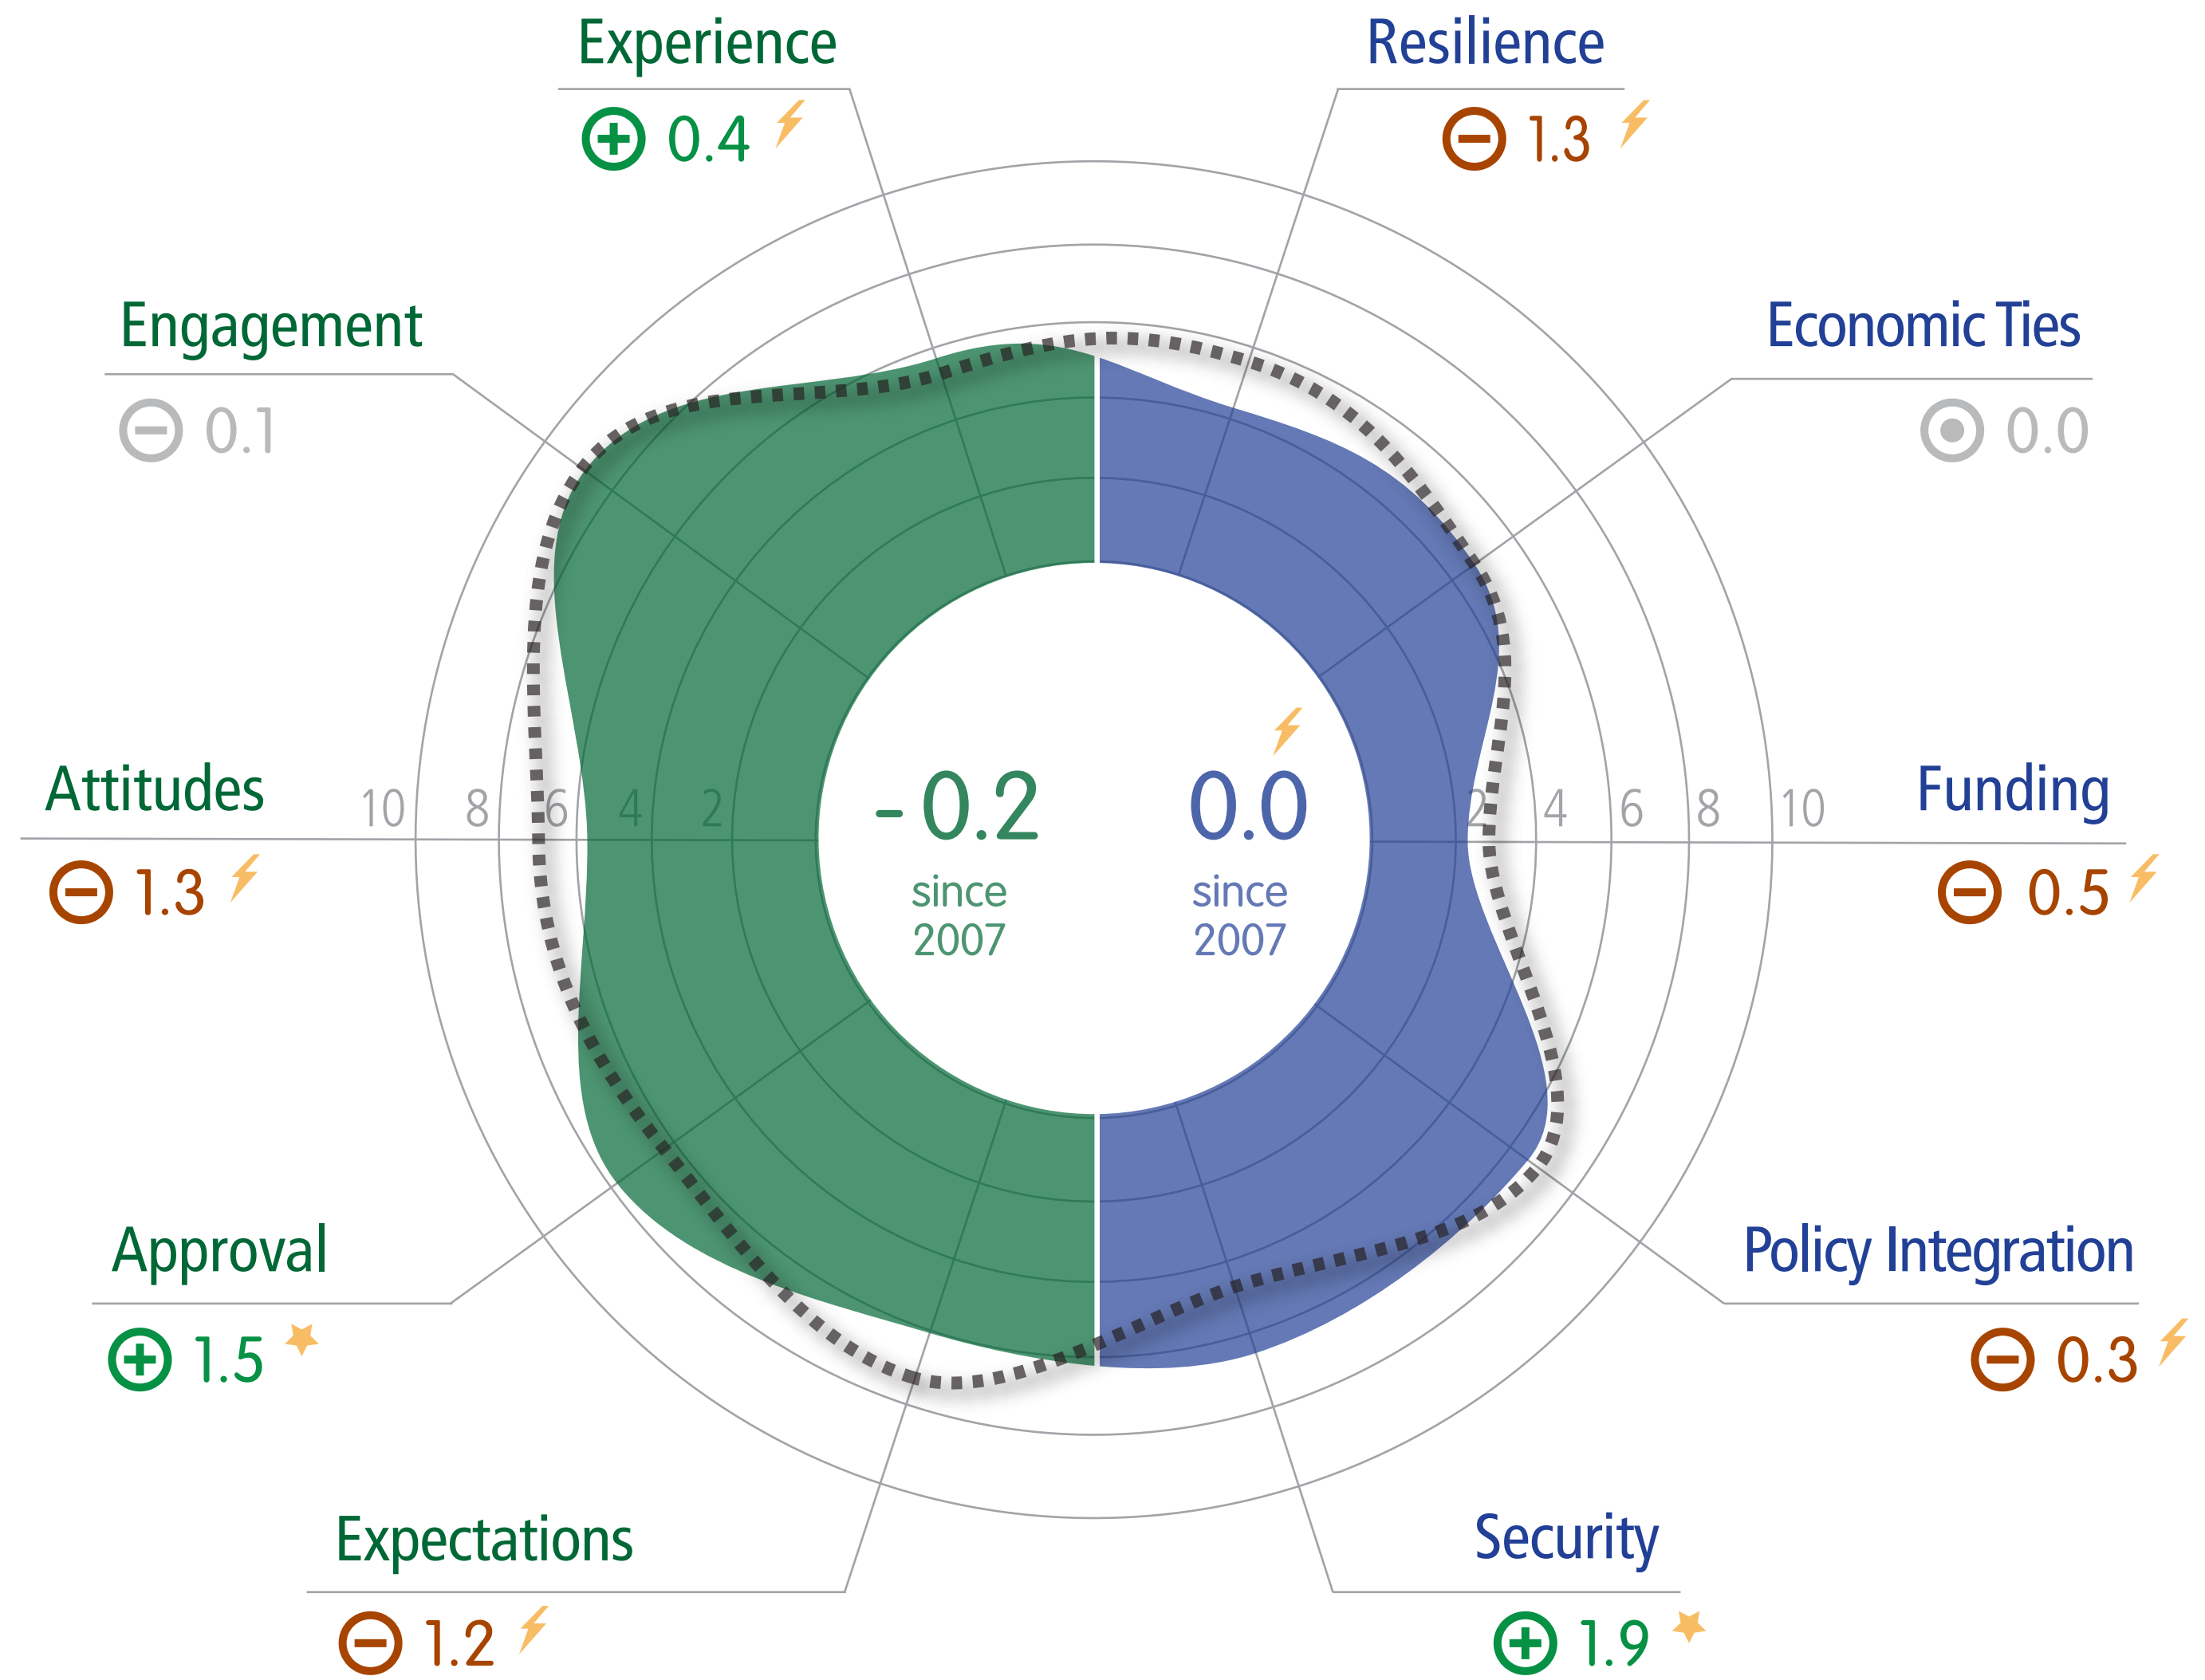 Experience
0.4
Resilience
1.3
Engagement
0.1
Economic Ties
0.0
Attitudes
1.3
10 8 6 4 2
-0.2
since
2007
0.0
since
2007
2 4 6 8 10
Funding
0.5
Approval
1.5
Policy Integration
0.3
Expectations
1.2
Security
1.9